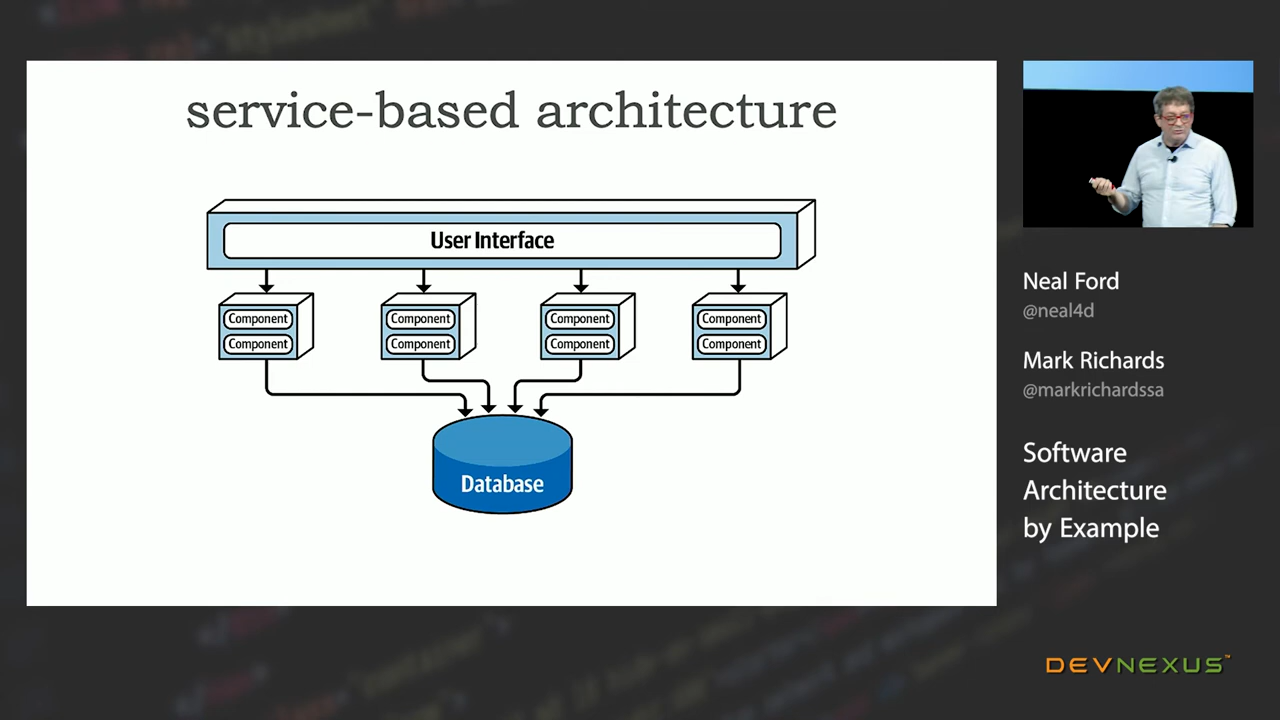 service-based architecture
User Interface
Component
Component
Component
Component
Component
Component
Component
Component
Database
Neal Ford
@neal4d
Mark Richards
@markrichardssa
Software
Architecture
by Example
DEVNEXUS™